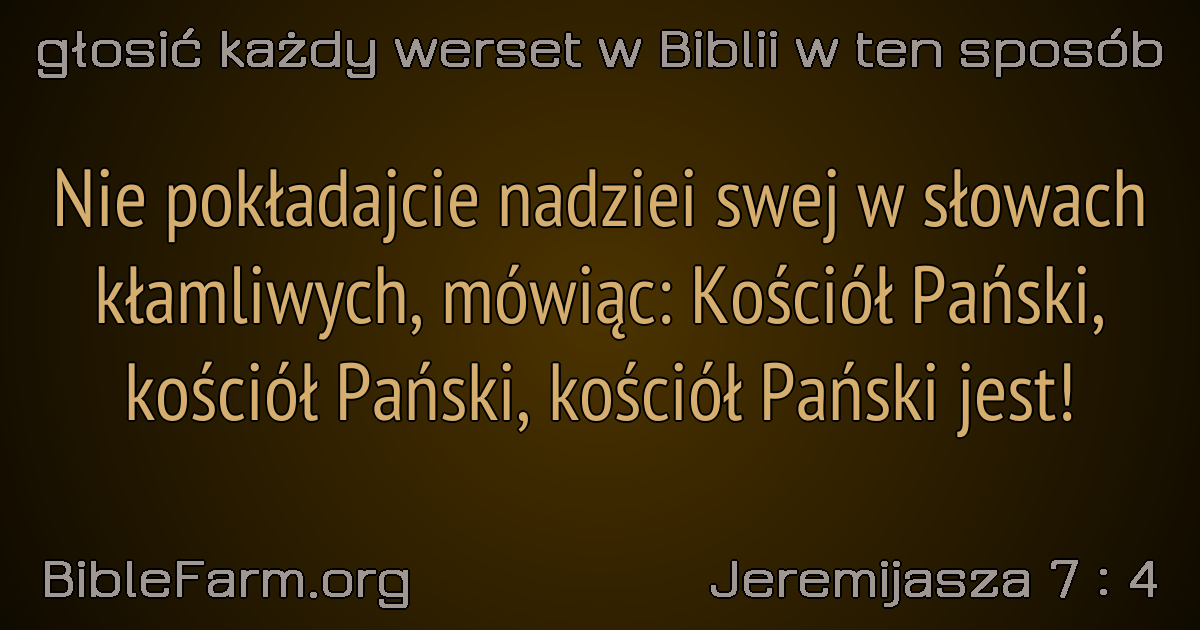 głosić każdy werset w Biblii w ten sposób
Nie pokładajcie nadziei swej w słowach
kłamliwych, mówiąc: Kościół Pański,
kościół Pański, kościół Pański jest!
BibleFarm.org
Jeremijasza 7 : 4